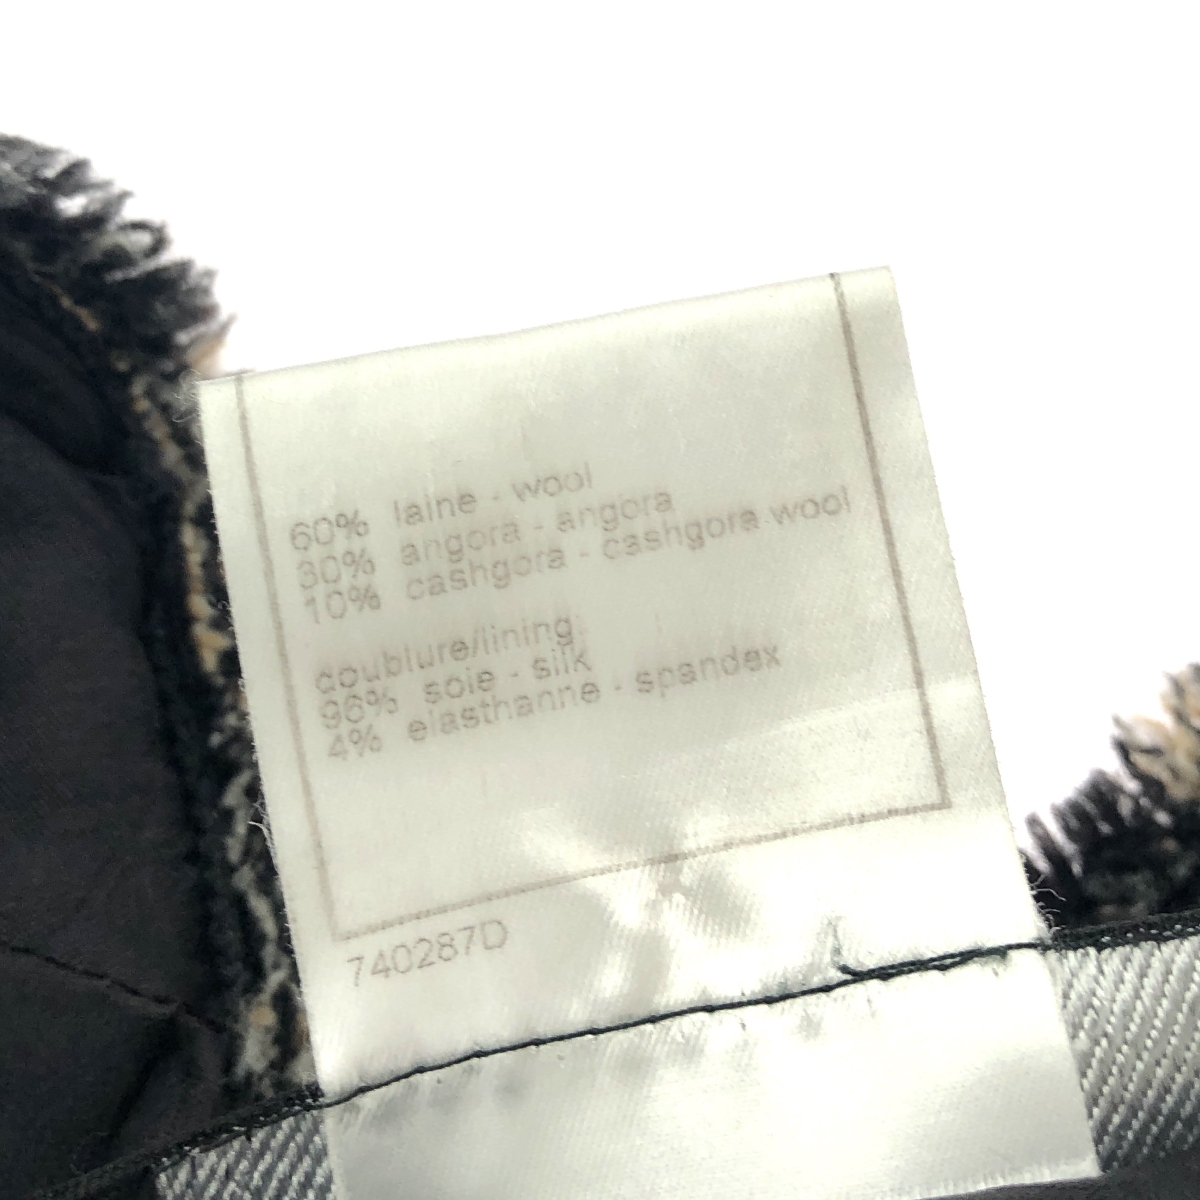 60% laine - wool
30% angora - angora
10% cashgora - cashgora wool
doublure/lining:
96% soie - silk
4% elasthanne - spandex
740287D